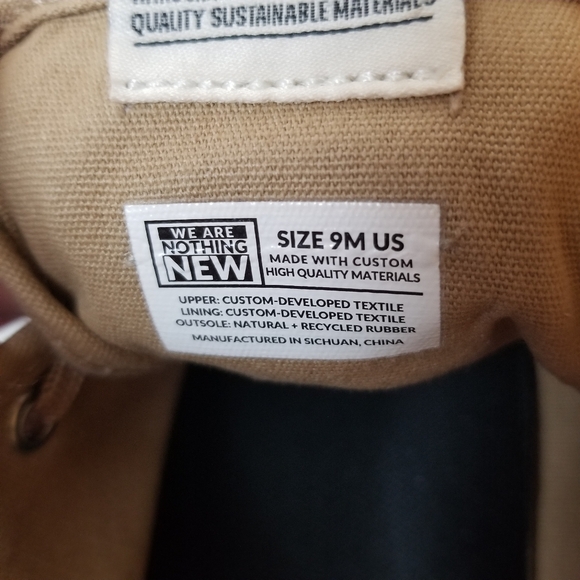 QUALITY SUSTAINABLE MATERIALS
WE ARE
NOTHING
NEW
SIZE 9M US
MADE WITH CUSTOM
HIGH QUALITY MATERIALS
UPPER: CUSTOM-DEVELOPED TEXTILE
LINING: CUSTOM-DEVELOPED TEXTILE
OUTSOLE: NATURAL + RECYCLED RUBBER
MANUFACTURED IN SICHUAN, CHINA